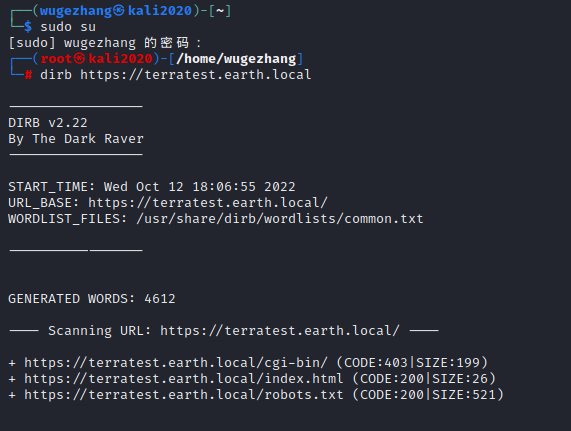 ┌──(wugezhang㉿kali2020)-[~]
└─$ sudo su
[sudo] wugezhang 的密码：
┌──(root㉿kali2020)-[/home/wugezhang]
└─# dirb https://terratest.earth.local
-----------------
DIRB v2.22
By The Dark Raver
-----------------
START_TIME: Wed Oct 12 18:06:55 2022
URL_BASE: https://terratest.earth.local/
WORDLIST_FILES: /usr/share/dirb/wordlists/common.txt
-----------------
GENERATED WORDS: 4612
---- Scanning URL: https://terratest.earth.local/ ----
+ https://terratest.earth.local/cgi-bin/ (CODE:403|SIZE:199)
+ https://terratest.earth.local/index.html (CODE:200|SIZE:26)
+ https://terratest.earth.local/robots.txt (CODE:200|SIZE:521)